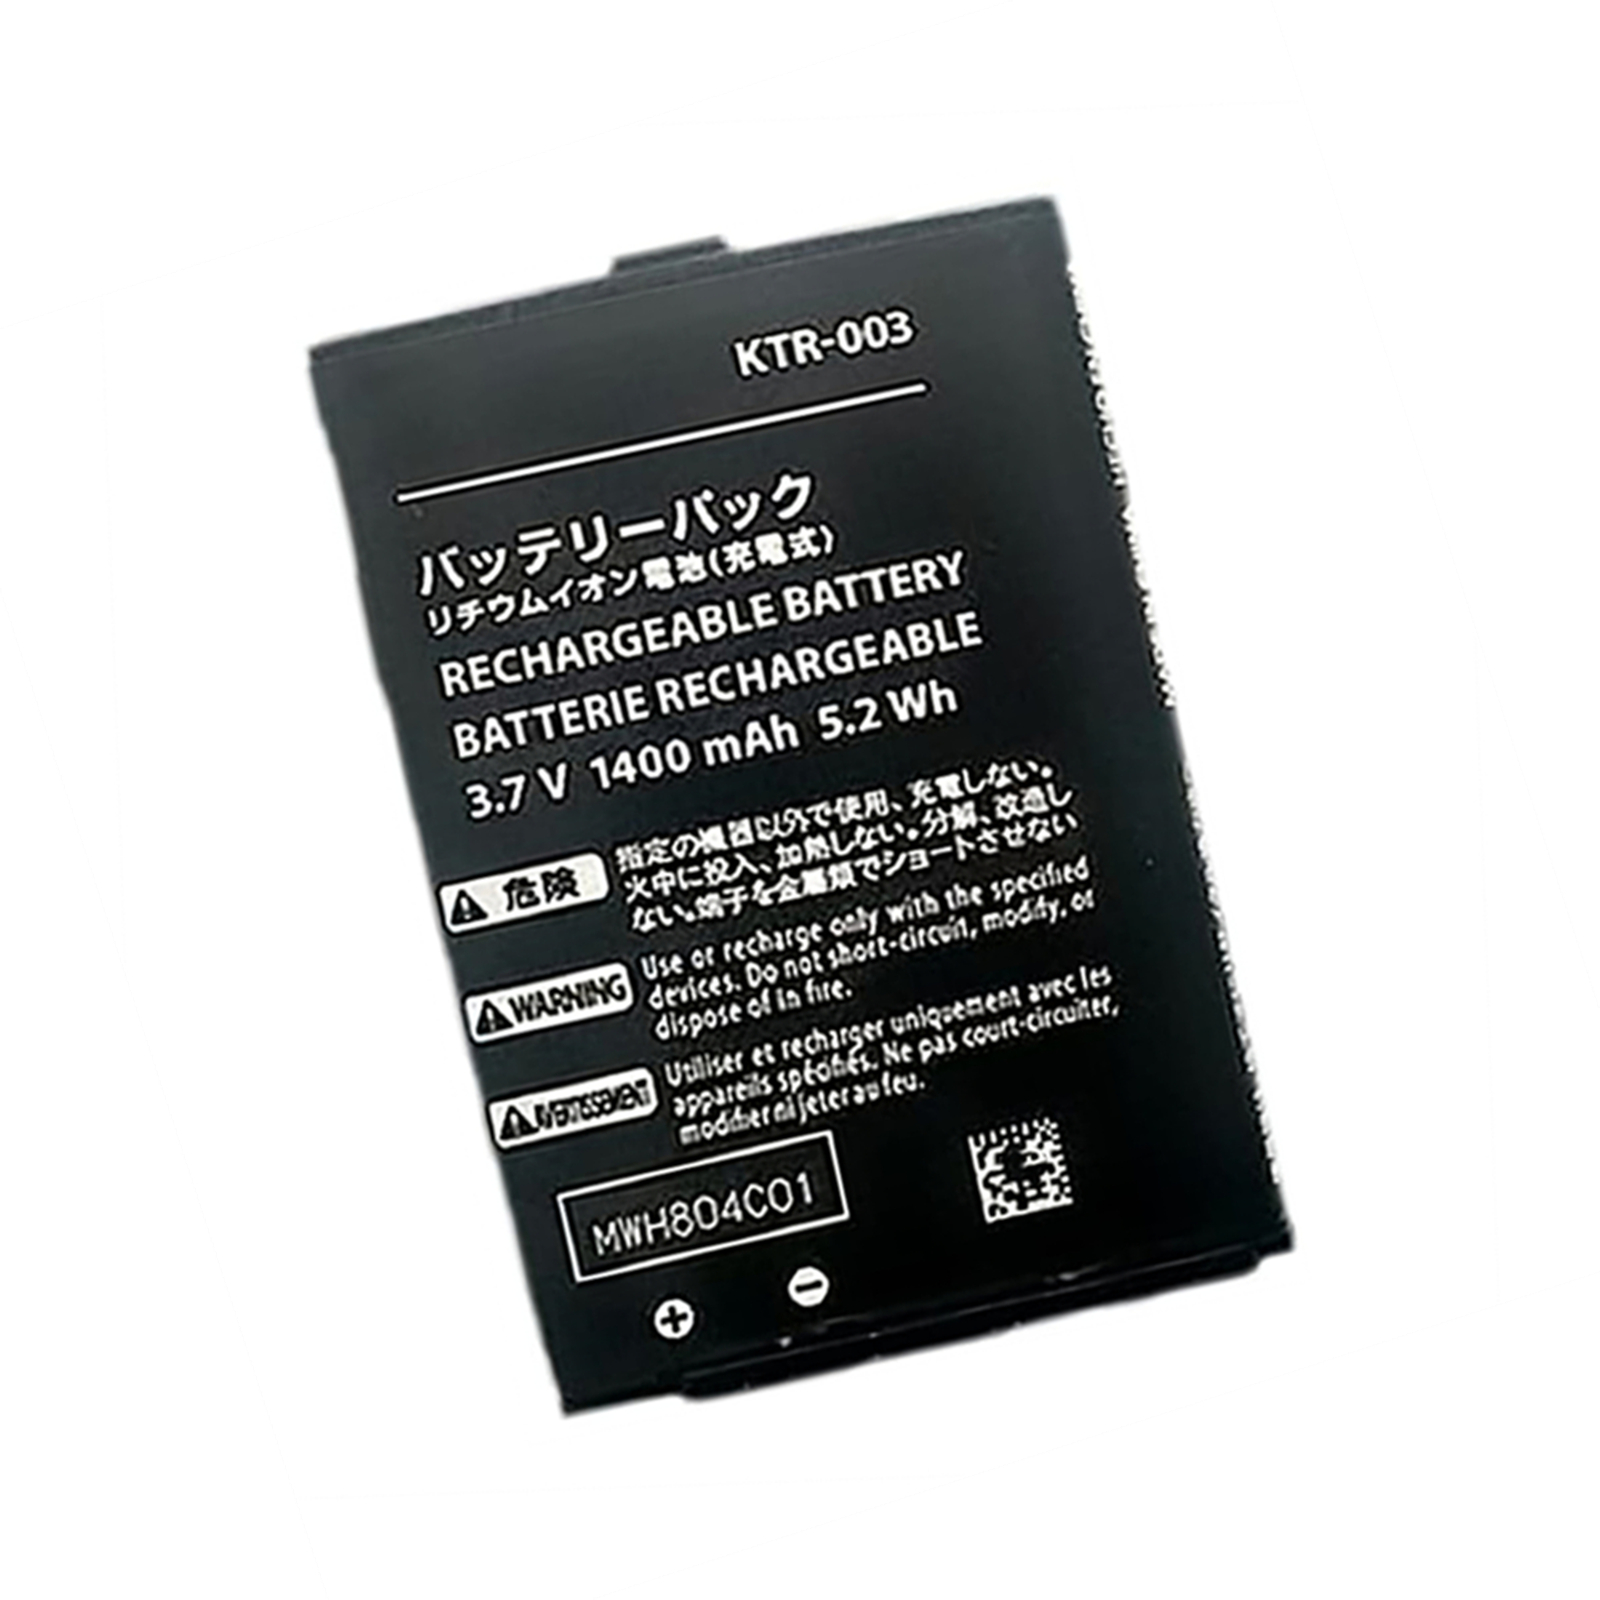 KTR-003
バッテリーパック
リチウムイオン電池(充電式)
RECHARGEABLE BATTERY
BATTERIE RECHARGEABLE
3.7 V 1400 mAh 5.2 Wh
危険
指定の機器以外で使用、充電しない。
火中に投入、加熱しない。分解、改造し
ない。端子を金属類でショートさせない
WARNING
Use or recharge only with the specified
devices. Do not short-circuit, modify, or
dispose of in fire.
AVERTISSEMENT
Utiliser et recharger uniquement avec les
appareils spécifiés. Ne pas court-circuiter,
modifier ni jeter au feu.
MWH804C01
+ −